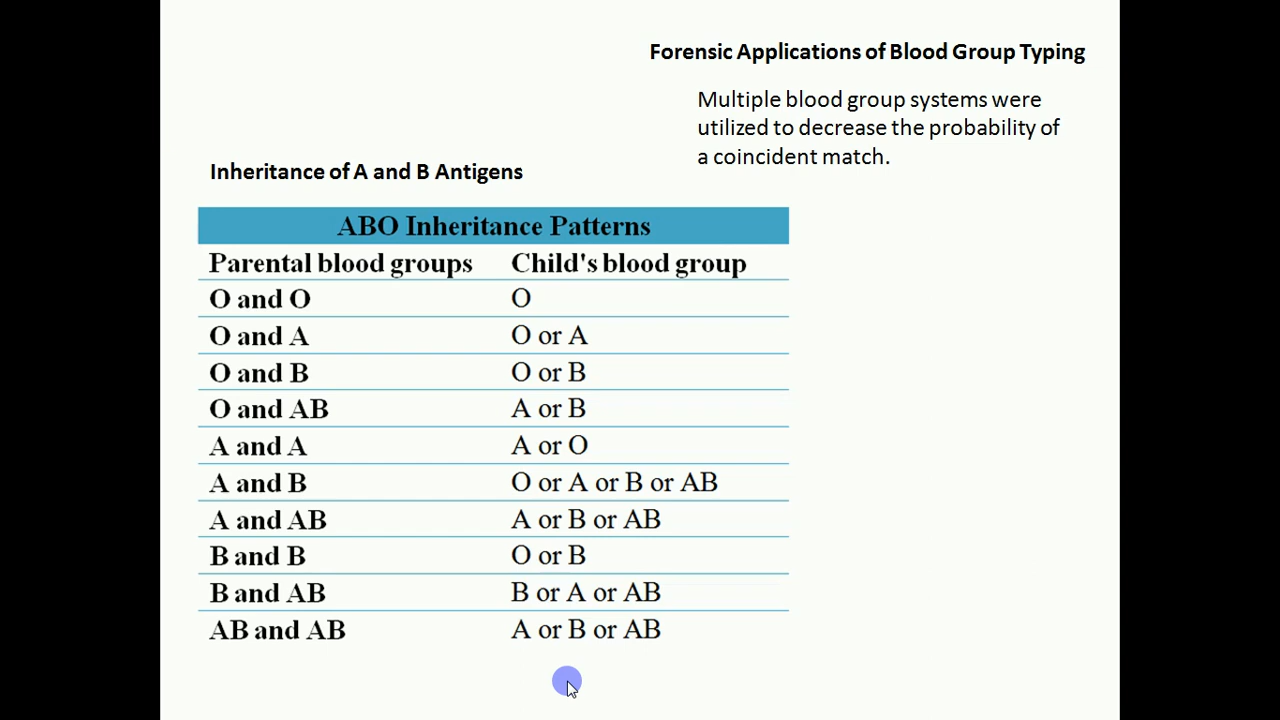 Forensic Applications of Blood Group Typing
Multiple blood group systems were
utilized to decrease the probability of
a coincident match.
Inheritance of A and B Antigens
ABO Inheritance Patterns
Parental blood groups Child's blood group
O and O O
O and A O or A
O and B O or B
O and AB A or B
A and A A or O
A and B O or A or B or AB
A and AB A or B or AB
B and B O or B
B and AB B or A or AB
AB and AB A or B or AB